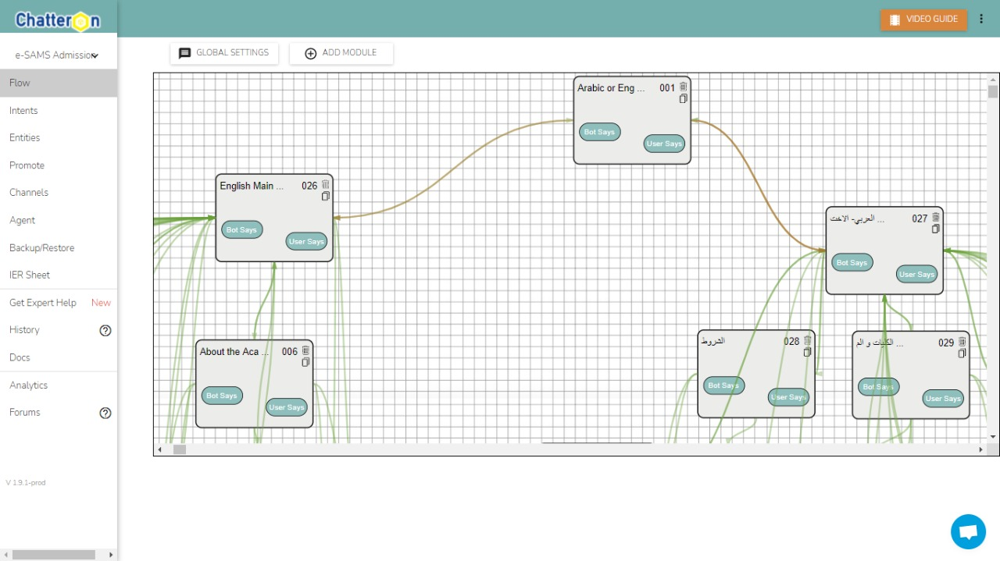 Chatteron
VIDEO GUIDE
e-SAMS Admission
GLOBAL SETTINGS
ADD MODULE
Flow
Intents
Entities
Promote
Channels
Agent
Backup/Restore
IER Sheet
Get Expert Help New
History
Docs
Analytics
Forums
V 1.9.1-prod
Arabic or Eng ... 001
Bot Says
User Says
English Main ... 026
Bot Says
User Says
العربي- الاخت ... 027
Bot Says
User Says
About the Aca ... 006
Bot Says
User Says
الشروط 028
Bot Says
User Says
الكليات و الم ... 029
Bot Says
User Says